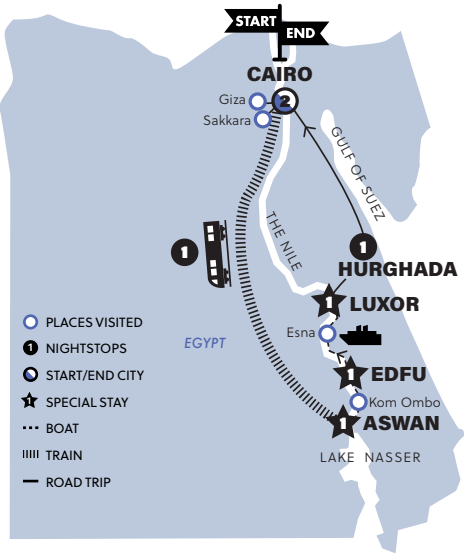 START
END
CAIRO
Giza
2
Sakkara
GULF OF SUEZ
THE NILE
1
1
HURGHADA
1
LUXOR
Esna
EGYPT
1
EDFU
Kom Ombo
1
ASWAN
LAKE NASSER
PLACES VISITED
1
NIGHTSTOPS
START/END CITY
1
SPECIAL STAY
BOAT
TRAIN
ROAD TRIP